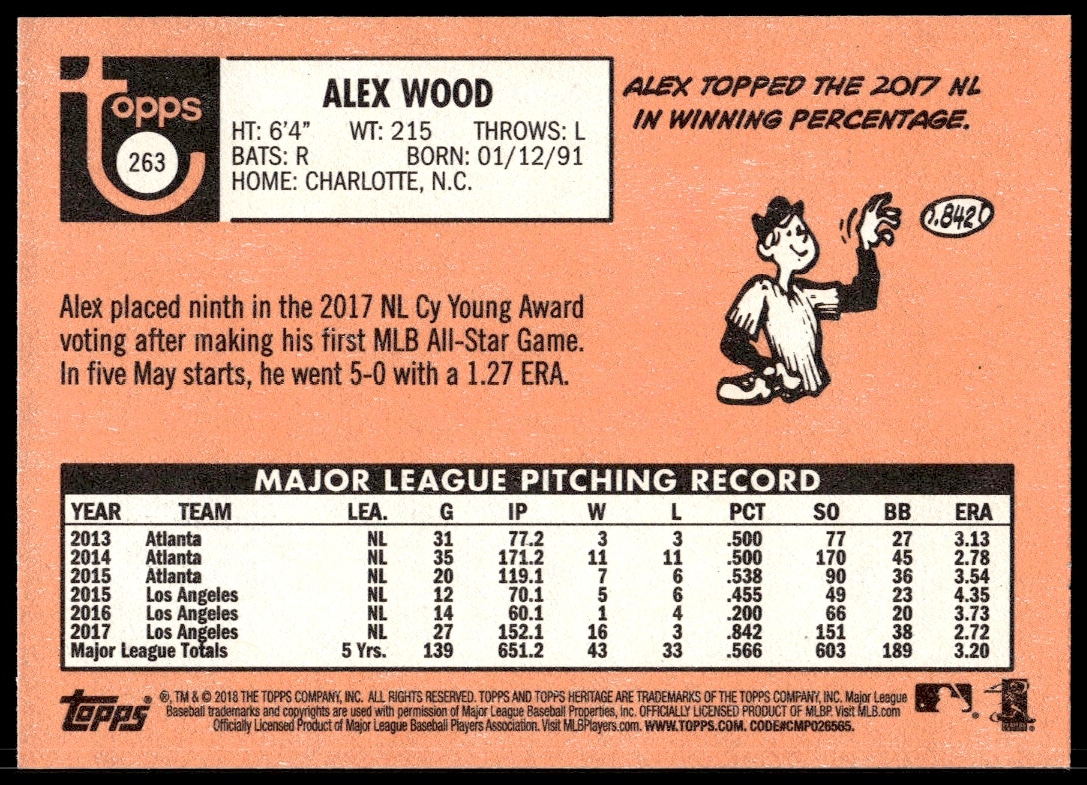 topps
263
ALEX WOOD
HT: 6'4" WT: 215 THROWS: L
BATS: R BORN: 01/12/91
HOME: CHARLOTTE, N.C.
ALEX TOPPED THE 2017 NL
IN WINNING PERCENTAGE.
.842
Alex placed ninth in the 2017 NL Cy Young Award
voting after making his first MLB All-Star Game.
In five May starts, he went 5-0 with a 1.27 ERA.
MAJOR LEAGUE PITCHING RECORD
YEAR TEAM LEA. G IP W L PCT SO BB ERA
2013 Atlanta NL 31 77.2 3 3 .500 77 27 3.13
2014 Atlanta NL 35 171.2 11 11 .500 170 45 2.78
2015 Atlanta NL 20 119.1 7 6 .538 90 36 3.54
2015 Los Angeles NL 12 70.1 5 6 .455 49 23 4.35
2016 Los Angeles NL 14 60.1 1 4 .200 66 20 3.73
2017 Los Angeles NL 27 152.1 16 3 .842 151 38 2.72
Major League Totals 5 Yrs. 139 651.2 43 33 .566 603 189 3.20
topps® ®, TM & © 2018 THE TOPPS COMPANY, INC. ALL RIGHTS RESERVED. TOPPS AND TOPPS HERITAGE ARE TRADEMARKS OF THE TOPPS COMPANY, INC. Major League
Baseball trademarks and copyrights are used with permission of Major League Baseball Properties, Inc. OFFICIALLY LICENSED PRODUCT OF MLBP. Visit MLB.com
Officially Licensed Product of Major League Baseball Players Association. Visit MLBPlayers.com. WWW.TOPPS.COM. CODE#CMP026565.